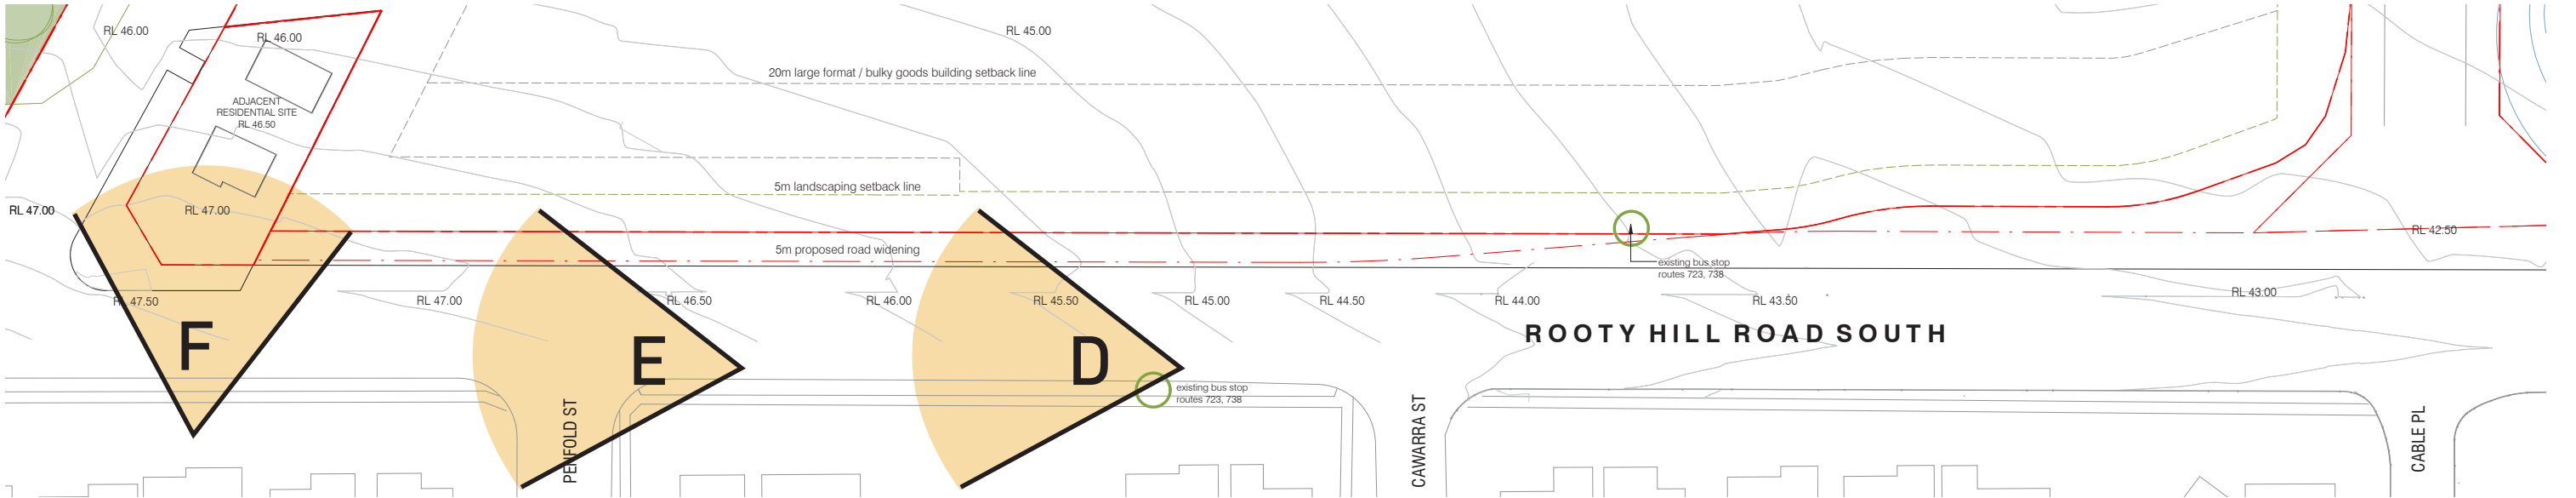 RL 46.00
RL 46.00
RL 45.00
20m large format / bulky goods building setback line
ADJACENT
RESIDENTIAL SITE
RL 46.50
5m landscaping setback line
RL 47.00
RL 47.00
5m proposed road widening
RL 42.50
existing bus stop
routes 723, 738
RL 47.50
RL 47.00
RL 46.50
RL 46.00
RL 45.50
RL 45.00
RL 44.50
RL 44.00
RL 43.50
RL 43.00
ROOTY HILL ROAD SOUTH
F
E
D
existing bus stop
routes 723, 738
PENFOLD ST
CAWARRA ST
CABLE PL